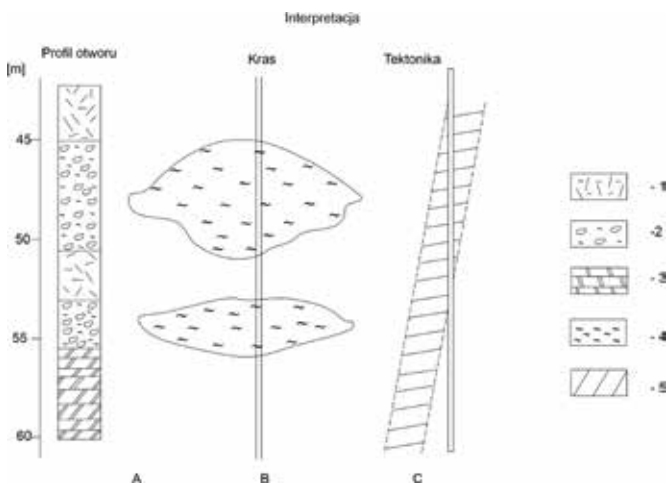 Interpretacja
Profil otworu
Kras
Tektonika
[m]
45
50
55
60
- 1
-2
- 3
- 4
- 5
A
B
C